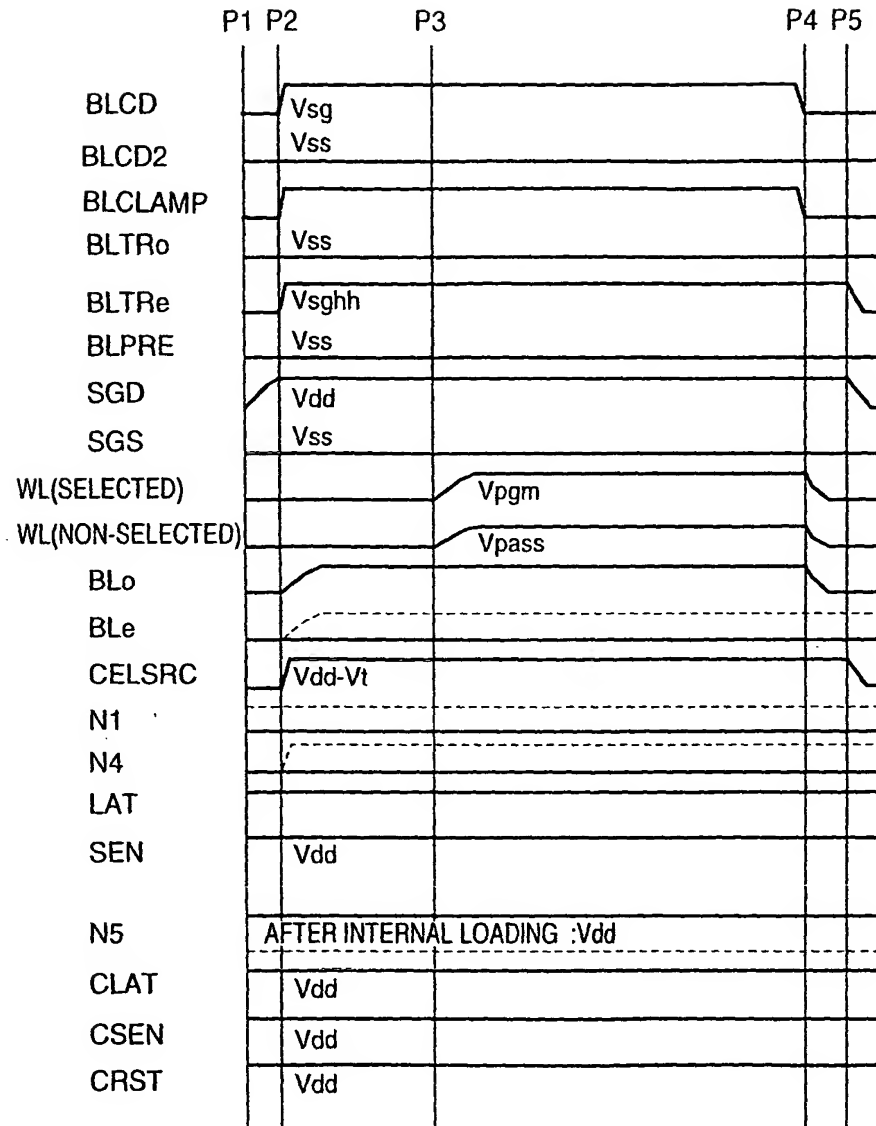 P1 P2 P3 P4 P5
BLCD Vsg
BLCD2 Vss
BLCLAMP
BLTRo Vss
BLTRe Vsghh
BLPRE Vss
SGD Vdd
SGS Vss
WL(SELECTED) Vpgm
WL(NON-SELECTED) Vpass
BLo
BLe
CELSRC Vdd-Vt
N1
N4
LAT
SEN Vdd
N5 AFTER INTERNAL LOADING :Vdd
CLAT Vdd
CSEN Vdd
CRST Vdd